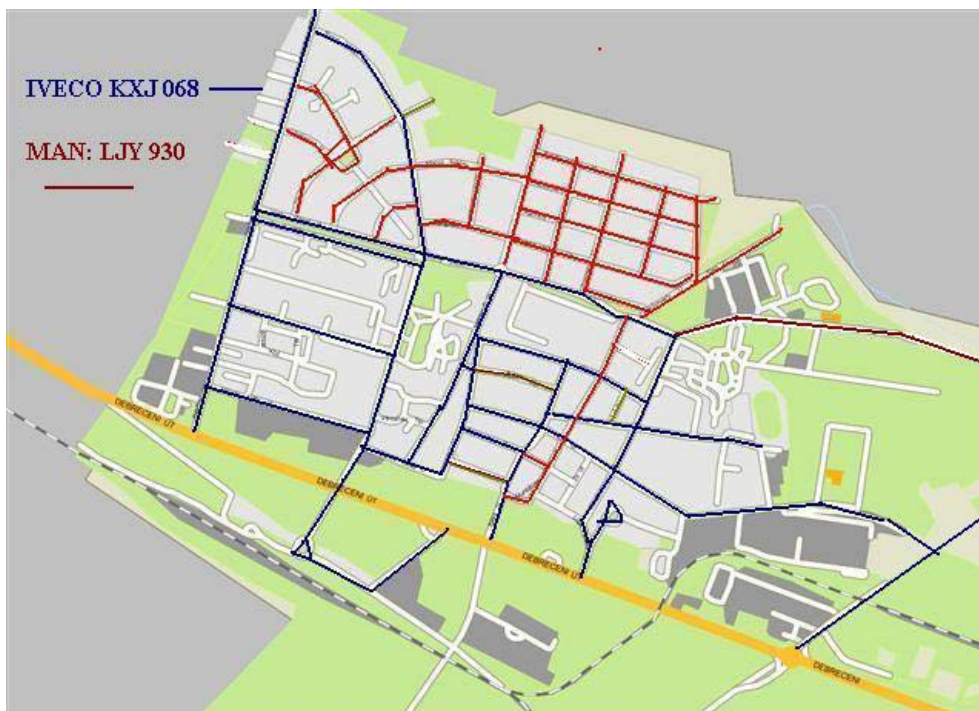 IVECO KXJ 068
MAN: LJY 930
DEBRECENI ÚT
DEBRECENI ÚT
DEBRECENI ÚT
DEBRECENI